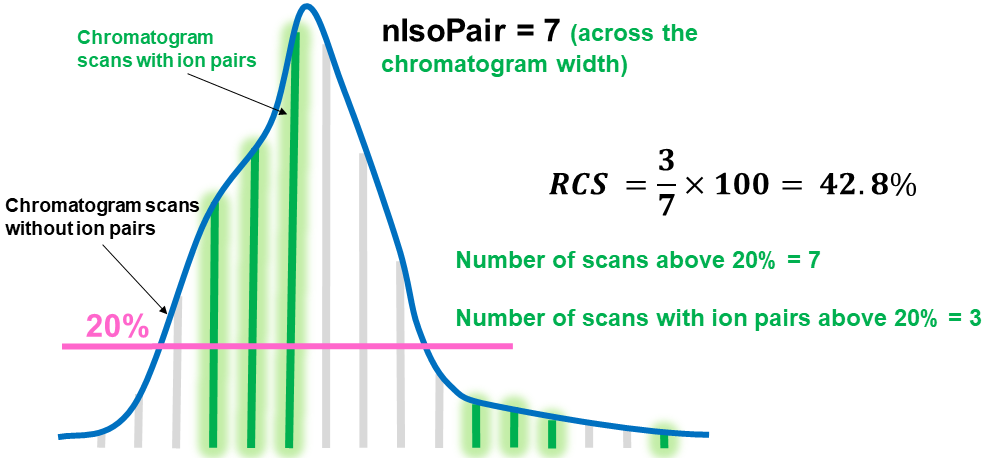 Chromatogram
scans with ion pairs
nIsoPair = 7 (across the
chromatogram width)
RCS = 3/7 × 100 = 42.8%
Chromatogram scans
without ion pairs
Number of scans above 20% = 7
20%
Number of scans with ion pairs above 20% = 3